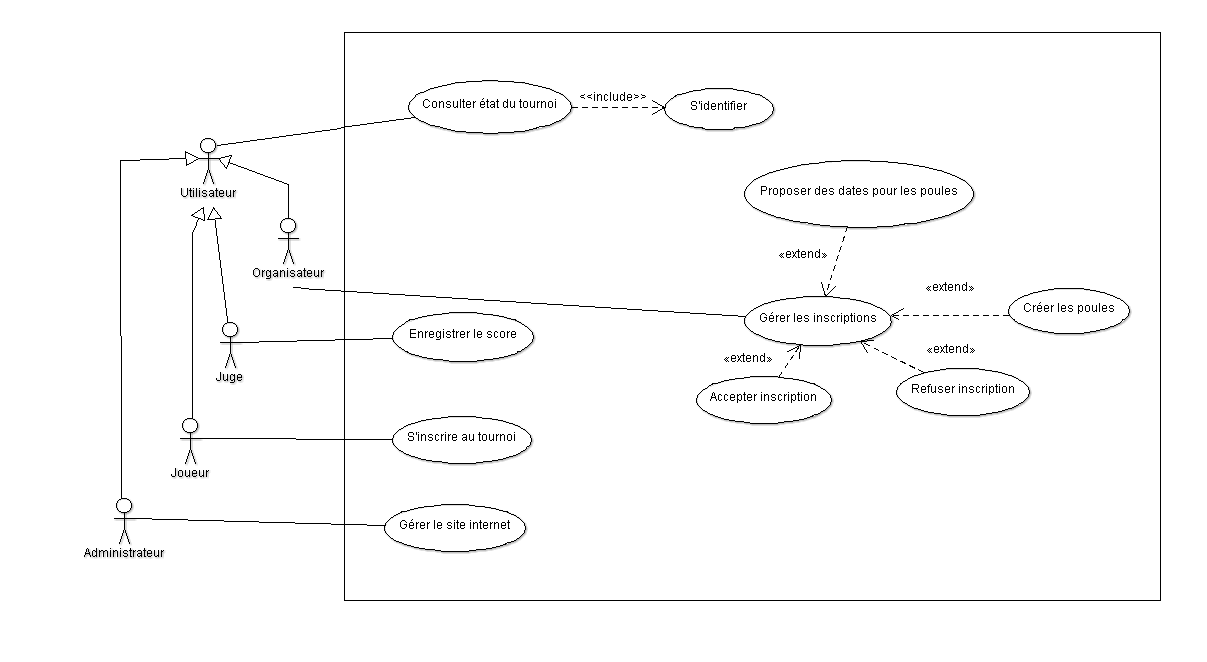 Consulter état du tournoi
<<include>>
S'identifier
Utilisateur
Proposer des dates pour les poules
«extend»
Organisateur
«extend»
Créer les poules
Gérer les inscriptions
Enregistrer le score
«extend»
«extend»
Juge
Accepter inscription
Refuser inscription
S'inscrire au tournoi
Joueur
Gérer le site internet
Administrateur